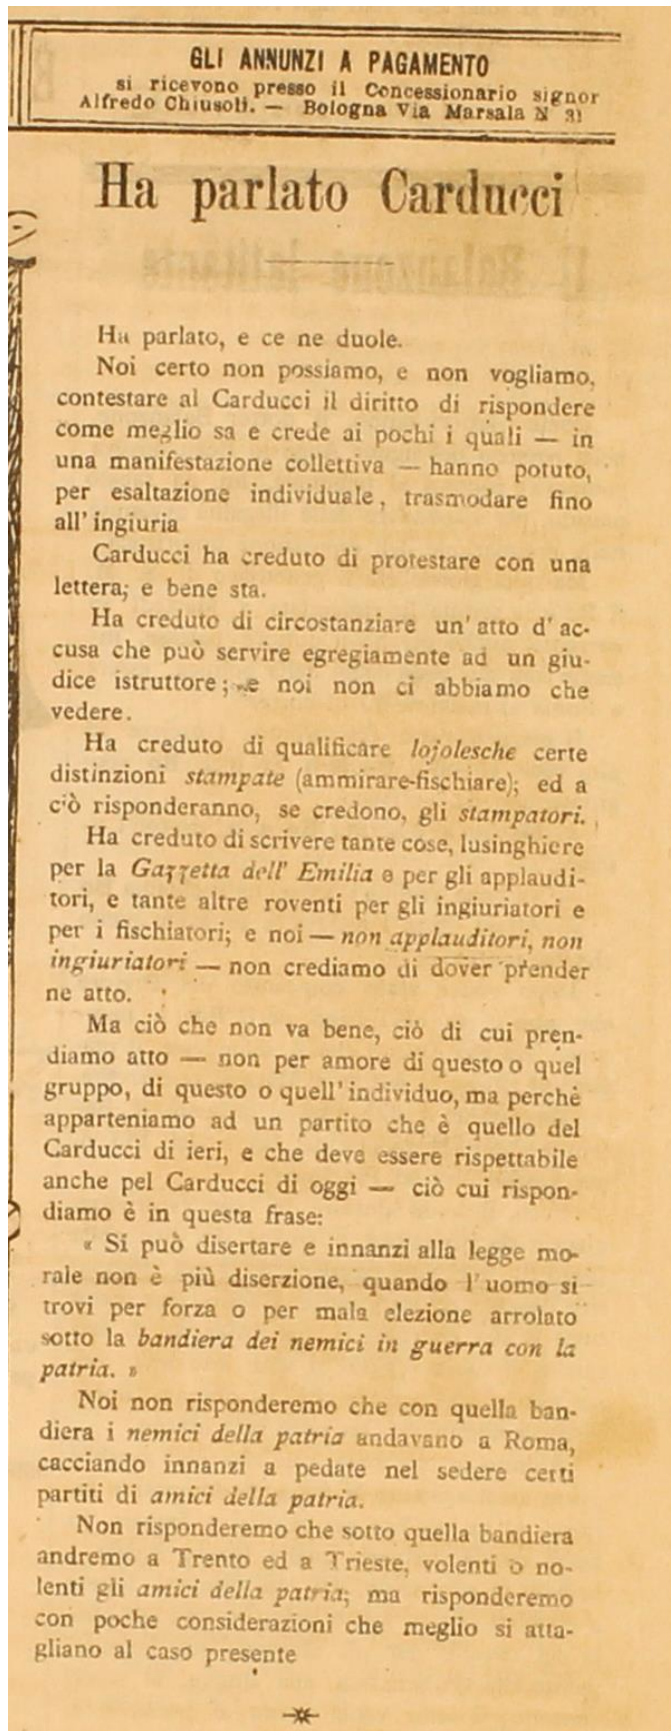 GLI ANNUNZI A PAGAMENTO
si ricevono presso il Concessionario signor
Alfredo Chiusoli. — Bologna Via Marsala N 31
Ha parlato Carducci
Ha parlato, e ce ne duole.
Noi certo non possiamo, e non vogliamo,
contestare al Carducci il diritto di rispondere
come meglio sa e crede ai pochi i quali — in
una manifestazione collettiva — hanno potuto,
per esaltazione individuale, trasmodare fino
all' ingiuria
Carducci ha creduto di protestare con una
lettera; e bene sta.
Ha creduto di circostanziare un' atto d' ac-
cusa che può servire egregiamente ad un giu-
dice istruttore; e noi non ci abbiamo che
vedere.
Ha creduto di qualificare lojolesche certe
distinzioni stampate (ammirare-fischiare); ed a
ciò risponderanno, se credono, gli stampatori.
Ha creduto di scrivere tante cose, lusinghiere
per la Gazzetta dell' Emilia e per gli applaudi-
tori, e tante altre roventi per gli ingiuriatori e
per i fischiatori; e noi — non applauditori, non
ingiuriatori — non crediamo di dover prender
ne atto.
Ma ciò che non va bene, ciò di cui pren-
diamo atto — non per amore di questo o quel
gruppo, di questo o quell' individuo, ma perchè
apparteniamo ad un partito che è quello del
Carducci di ieri, e che deve essere rispettabile
anche pel Carducci di oggi — ciò cui rispon-
diamo è in questa frase:
« Si può disertare e innanzi alla legge mo-
rale non è più diserzione, quando l' uomo si
trovi per forza o per mala elezione arrolato
sotto la bandiera dei nemici in guerra con la
patria. »
Noi non risponderemo che con quella ban-
diera i nemici della patria andavano a Roma,
cacciando innanzi a pedate nel sedere certi
partiti di amici della patria.
Non risponderemo che sotto quella bandiera
andremo a Trento ed a Trieste, volenti o no-
lenti gli amici della patria; ma risponderemo
con poche considerazioni che meglio si atta-
gliano al caso presente